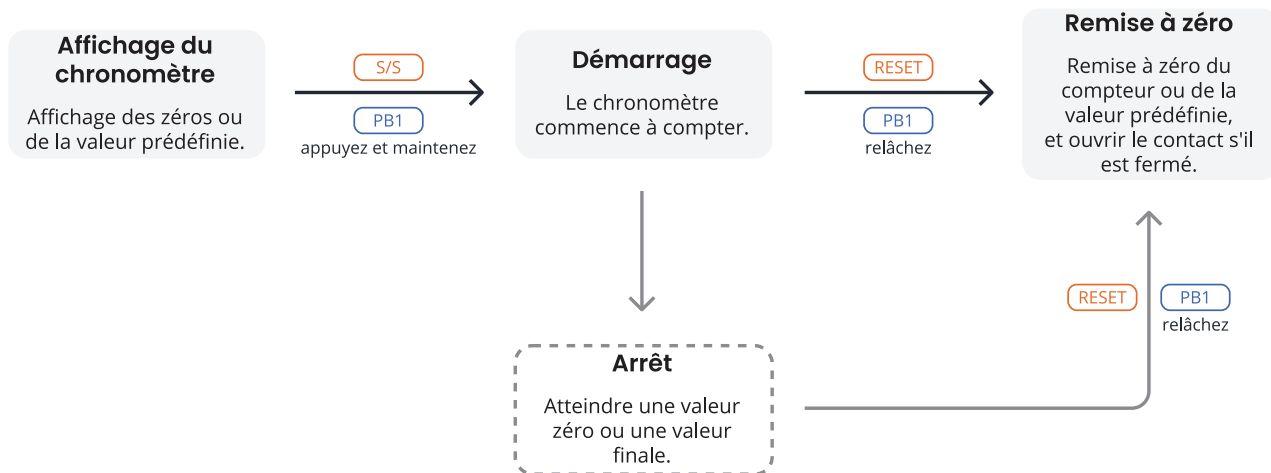 Affichage du
chronomètre
Affichage des zéros ou
de la valeur prédéfinie.
S/S
PB1
appuyez et maintenez
Démarrage
Le chronomètre
commence à compter.
RESET
PB1
relâchez
Remise à zéro
Remise à zéro du
compteur ou de la
valeur prédéfinie,
et ouvrir le contact s'il
est fermé.
RESET
PB1
relâchez
Arrêt
Atteindre une valeur
zéro ou une valeur
finale.